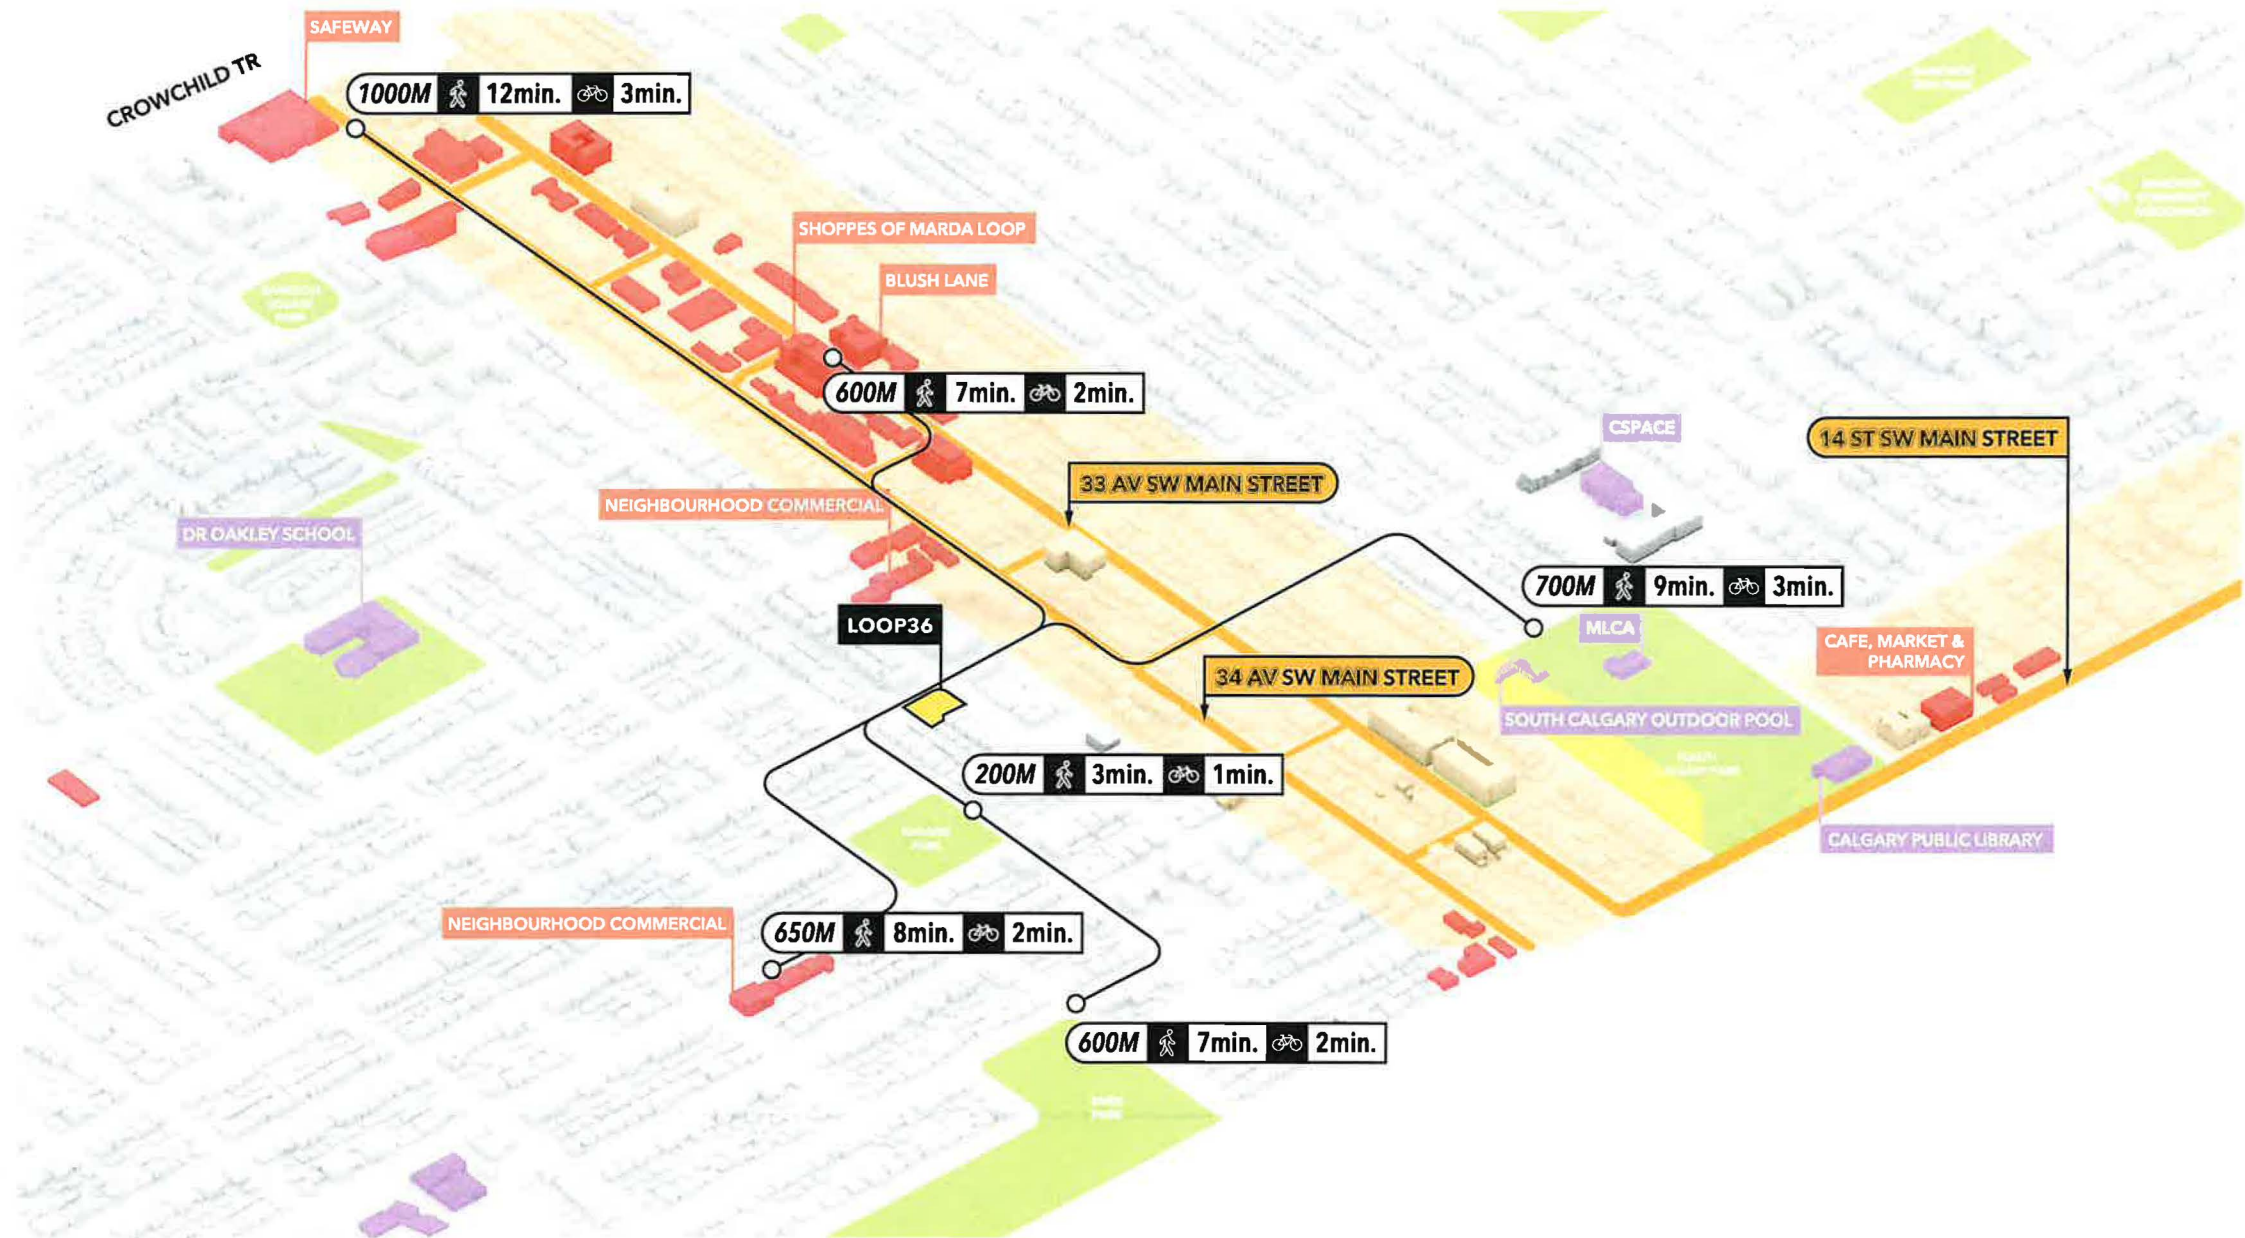 SAFEWAY
CROWCHILD TR
1000M 12min. 3min.
SHOPPES OF MARDA LOOP
BLUSH LANE
600M 7min. 2min.
CSPACE
14 ST SW MAIN STREET
33 AV SW MAIN STREET
NEIGHBOURHOOD COMMERCIAL
DR OAKLEY SCHOOL
700M 9min. 3min.
LOOP36
MLCA
CAFE, MARKET &
PHARMACY
34 AV SW MAIN STREET
SOUTH CALGARY OUTDOOR POOL
200M 3min. 1min.
CALGARY PUBLIC LIBRARY
NEIGHBOURHOOD COMMERCIAL
650M 8min. 2min.
600M 7min. 2min.